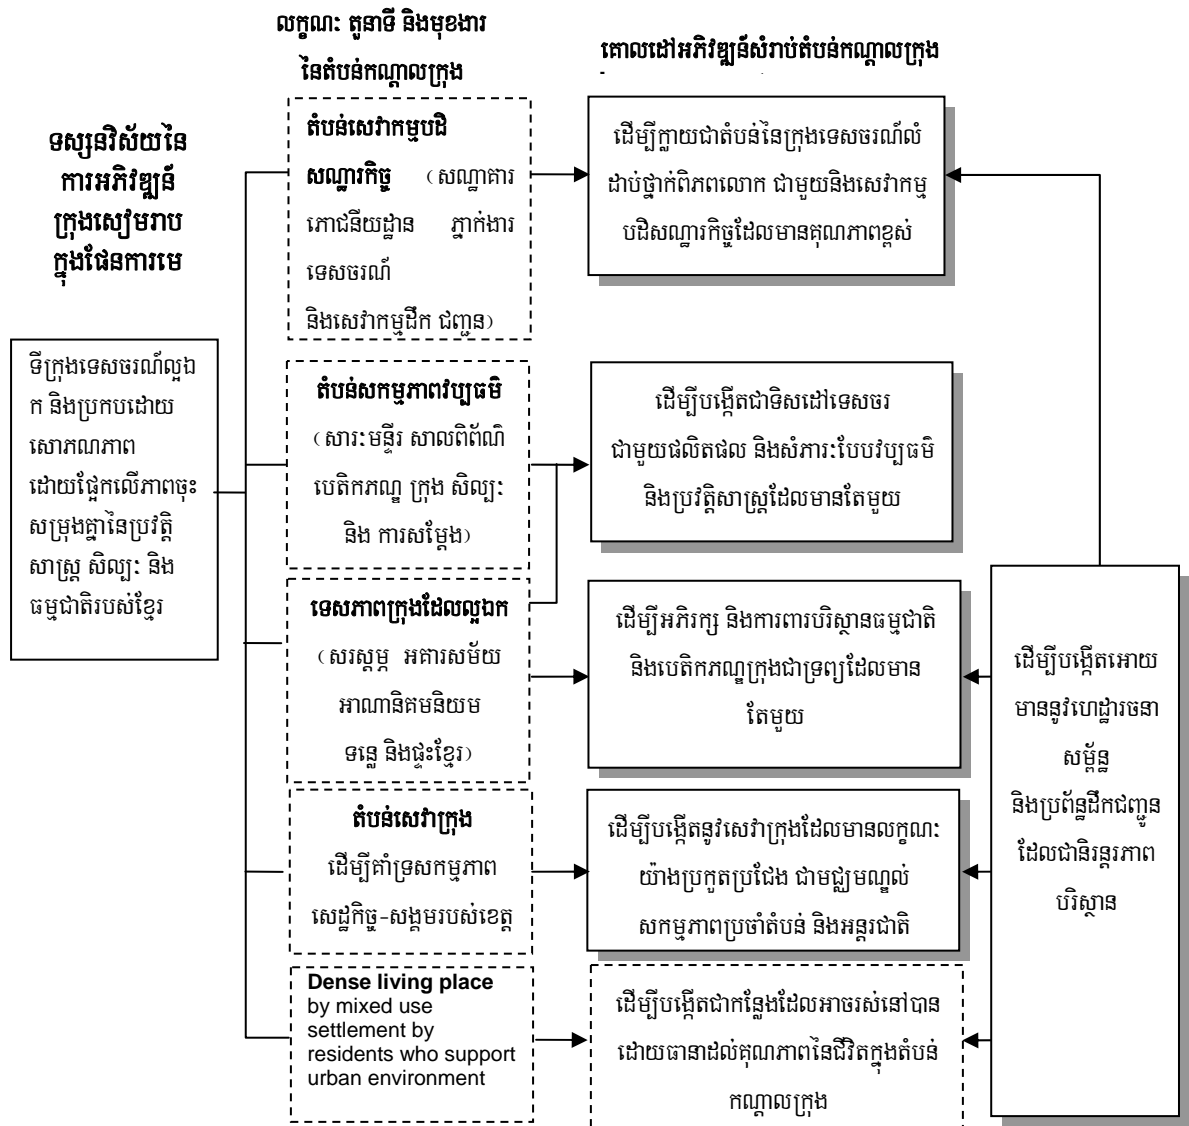 លក្ខណៈ តួនាទី និងមុខងារ
នៃតំបន់កណ្តាលក្រុង
គោលដៅអភិវឌ្ឍន៍សំរាប់តំបន់កណ្តាលក្រុង
ទស្សនវិស័យនៃ
ការអភិវឌ្ឍន៍
ក្រុងសៀមរាប
ក្នុងផែនការមេ
ទីក្រុងទេសចរណ៍ល្អឯ
ក និងប្រកបដោយ
សោភណភាព
ដោយផ្អែកលើភាពចុះ
សម្រុងគ្នានៃប្រវត្តិ
សាស្ត្រ សិល្បៈ និង
ធម្មជាតិរបស់ខ្មែរ
តំបន់សេវាកម្មបដិ
សណ្ឋារកិច្ច (សណ្ឋាគារ
ភោជនីយដ្ឋាន ភ្នាក់ងារ
ទេសចរណ៍
និងសេវាកម្មដឹក ជញ្ជូន)
តំបន់សកម្មភាពវប្បធម៌
(សារៈមន្ទីរ សាលពិព័ណ៌
បេតិកភណ្ឌ ក្រុង សិល្បៈ
និង ការសម្តែង)
ទេសភាពក្រុងដែលល្អឯក
(សរស្តម្ភ អគារសម័យ
អាណានិគមនិយម
ទន្លេ និងផ្ទះខ្មែរ)
តំបន់សេវាក្រុង
ដើម្បីគាំទ្រសកម្មភាព
សេដ្ឋកិច្ច-សង្គមរបស់ខេត្ត
Dense living place
by mixed use
settlement by
residents who support
urban environment
ដើម្បីក្លាយជាតំបន់នៃក្រុងទេសចរណ៍លំ
ដាប់ថ្នាក់ពិភពលោក ជាមួយនិងសេវាកម្ម
បដិសណ្ឋារកិច្ចដែលមានគុណភាពខ្ពស់
ដើម្បីបង្កើតជាទិសដៅទេសចរ
ជាមួយផលិតផល និងសំភារៈបែបវប្បធម៌
និងប្រវត្តិសាស្ត្រដែលមានតែមួយ
ដើម្បីអភិរក្ស និងការពារបរិស្ថានធម្មជាតិ
និងបេតិកភណ្ឌក្រុងជាទ្រព្យដែលមាន
តែមួយ
ដើម្បីបង្កើតនូវសេវាក្រុងដែលមានលក្ខណៈ
យ៉ាងប្រកួតប្រជែង ជាមជ្ឈមណ្ឌល់
សកម្មភាពប្រចាំតំបន់ និងអន្តរជាតិ
ដើម្បីបង្កើតជាកន្លែងដែលអាចរស់នៅបាន
ដោយធានាដល់គុណភាពនៃជីវិតក្នុងតំបន់
កណ្តាលក្រុង
ដើម្បីបង្កើតអោយ
មាននូវហេដ្ឋារចនា
សម្ព័ន្ឋ
និងប្រព័ន្ឋដឹកជញ្ជូន
ដែលជានិរន្តរភាព
បរិស្ថាន